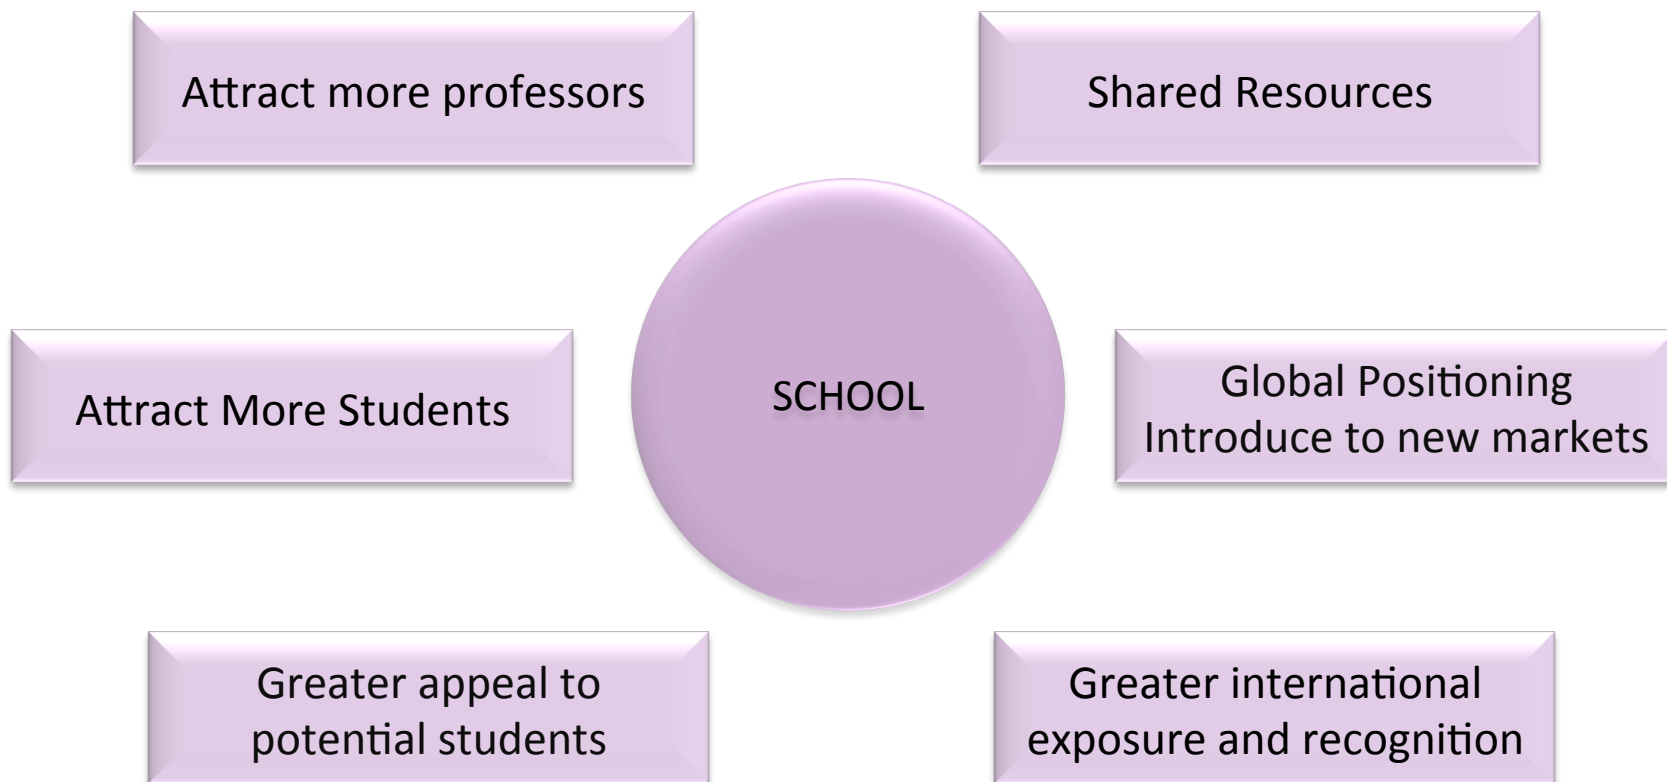 Attract more professors
Shared Resources
Attract More Students
SCHOOL
Global Positioning
Introduce to new markets
Greater appeal to
potential students
Greater international
exposure and recognition